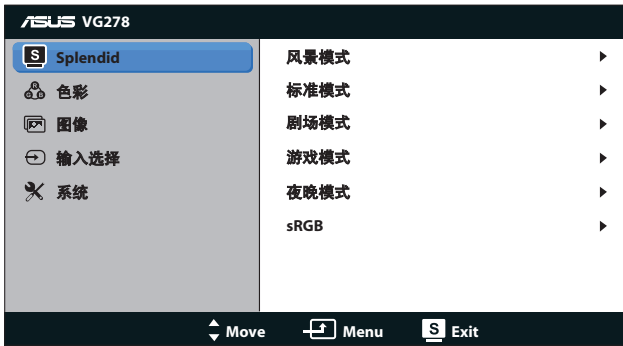 ASUS VG278
S Splendid
色彩
图像
输入选择
系统
风景模式
标准模式
剧场模式
游戏模式
夜晚模式
sRGB
Move Menu S Exit